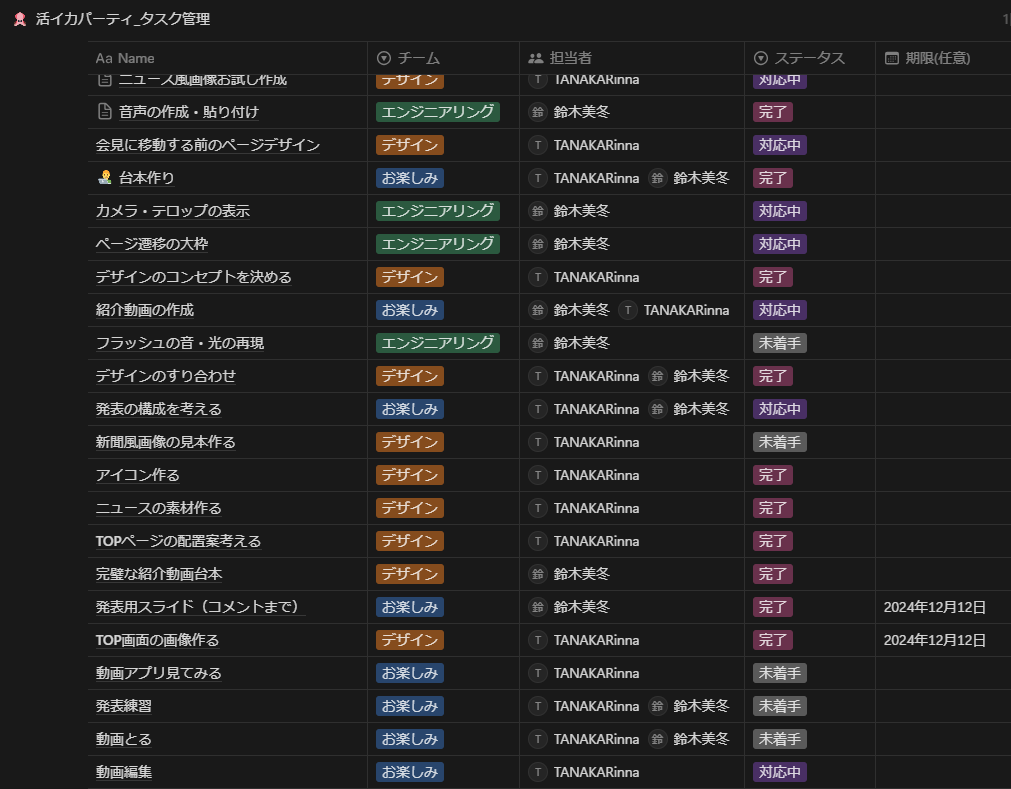 活イカパーティ_タスク管理
Aa Name チーム 担当者 ステータス 期限(任意)
ニュース風画像お試し作成 デザイン T TANAKARinna 対応中
音声の作成・貼り付け エンジニアリング 鈴 鈴木美冬 完了
会見に移動する前のページデザイン デザイン T TANAKARinna 対応中
台本作り お楽しみ T TANAKARinna 鈴 鈴木美冬 完了
カメラ・テロップの表示 エンジニアリング 鈴 鈴木美冬 対応中
ページ遷移の大枠 エンジニアリング 鈴 鈴木美冬 対応中
デザインのコンセプトを決める デザイン T TANAKARinna 完了
紹介動画の作成 お楽しみ 鈴 鈴木美冬 T TANAKARinna 対応中
フラッシュの音・光の再現 エンジニアリング 鈴 鈴木美冬 未着手
デザインのすり合わせ デザイン T TANAKARinna 鈴 鈴木美冬 完了
発表の構成を考える お楽しみ T TANAKARinna 鈴 鈴木美冬 対応中
新聞風画像の見本作る デザイン T TANAKARinna 未着手
アイコン作る デザイン T TANAKARinna 完了
ニュースの素材作る デザイン T TANAKARinna 完了
TOPページの配置案考える デザイン T TANAKARinna 完了
完璧な紹介動画台本 デザイン 鈴 鈴木美冬 完了
発表用スライド（コメントまで） お楽しみ 鈴 鈴木美冬 完了 2024年12月12日
TOP画面の画像作る デザイン T TANAKARinna 完了 2024年12月12日
動画アプリ見てみる お楽しみ T TANAKARinna 未着手
発表練習 お楽しみ T TANAKARinna 鈴 鈴木美冬 未着手
動画とる お楽しみ T TANAKARinna 鈴 鈴木美冬 未着手
動画編集 お楽しみ T TANAKARinna 対応中